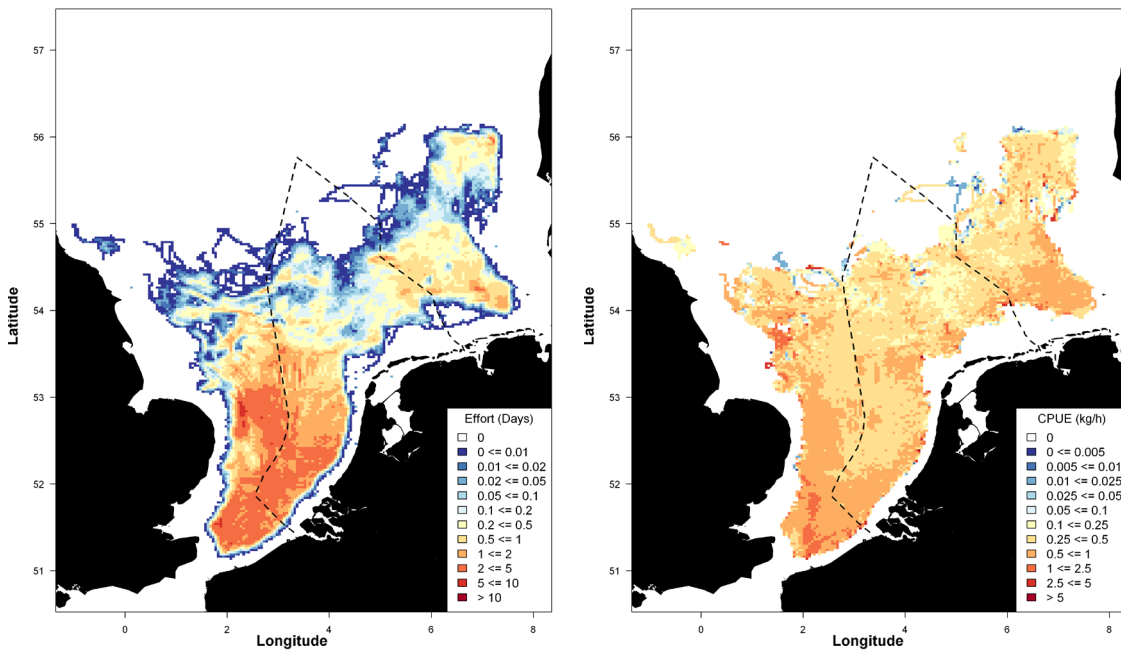 57
56
55
54
53
52
51
Latitude
0
2
4
6
8
Longitude
Effort (Days)
0
0 <= 0.01
0.01 <= 0.02
0.02 <= 0.05
0.05 <= 0.1
0.1 <= 0.2
0.2 <= 0.5
0.5 <= 1
1 <= 2
2 <= 5
5 <= 10
> 10
57
56
55
54
53
52
51
Latitude
0
2
4
6
8
Longitude
CPUE (kg/h)
0
0 <= 0.005
0.005 <= 0.01
0.01 <= 0.025
0.025 <= 0.05
0.05 <= 0.1
0.1 <= 0.25
0.25 <= 0.5
0.5 <= 1
1 <= 2.5
2.5 <= 5
> 5